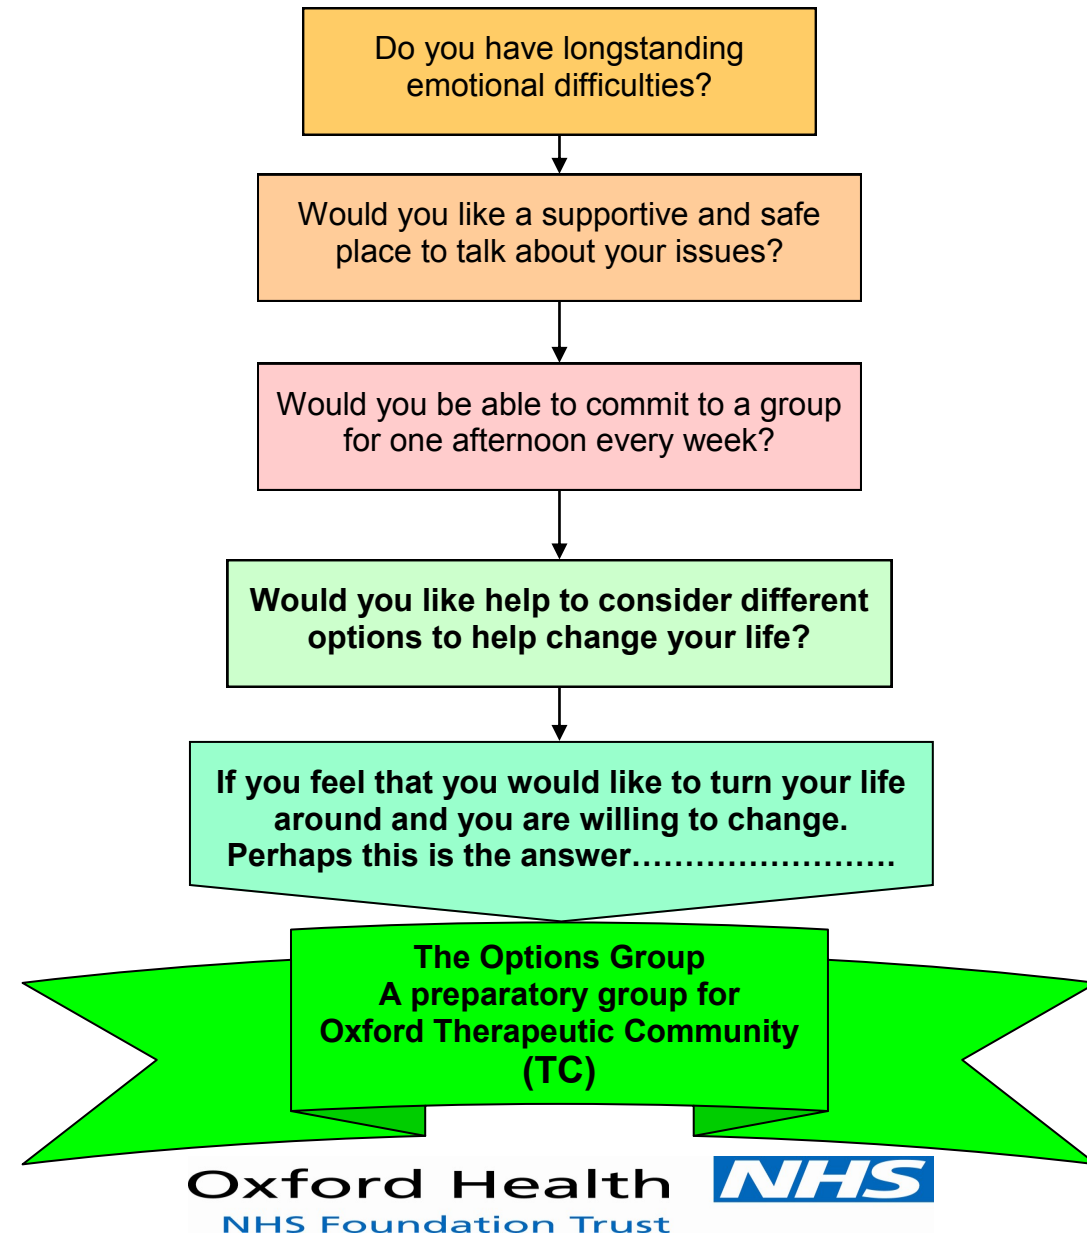 Do you have longstanding
emotional difficulties?
Would you like a supportive and safe
place to talk about your issues?
Would you be able to commit to a group
for one afternoon every week?
Would you like help to consider different
options to help change your life?
If you feel that you would like to turn your life
around and you are willing to change.
Perhaps this is the answer……………………….
The Options Group
A preparatory group for
Oxford Therapeutic Community
(TC)
Oxford Health NHS
NHS Foundation Trust